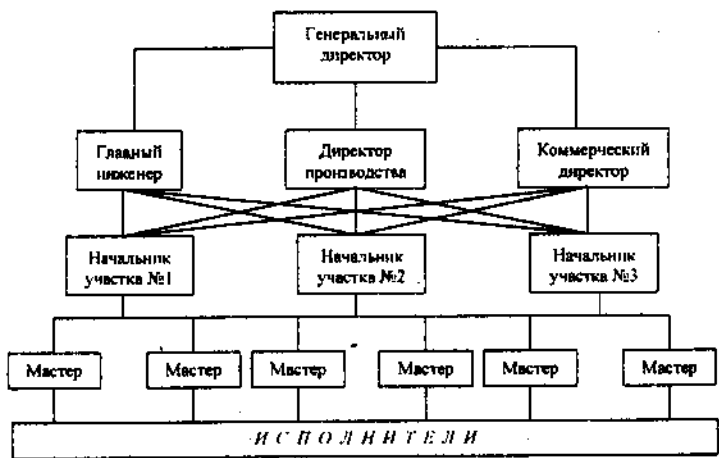 Генеральный
директор
Главный
инженер
Директор
производства
Коммерческий
директор
Начальник
участка №1
Начальник
участка №2
Начальник
участка №3
Мастер
Мастер
Мастер
Мастер
Мастер
Мастер
ИСПОЛНИТЕЛИ